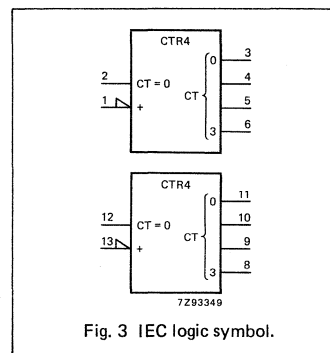 CTR4
0 3
2 CT = 0 4
CT
1 + 5
3 6
CTR4
0 11
12 CT = 0 10
CT
13 + 9
3 8
7Z93349
Fig. 3 IEC logic symbol.